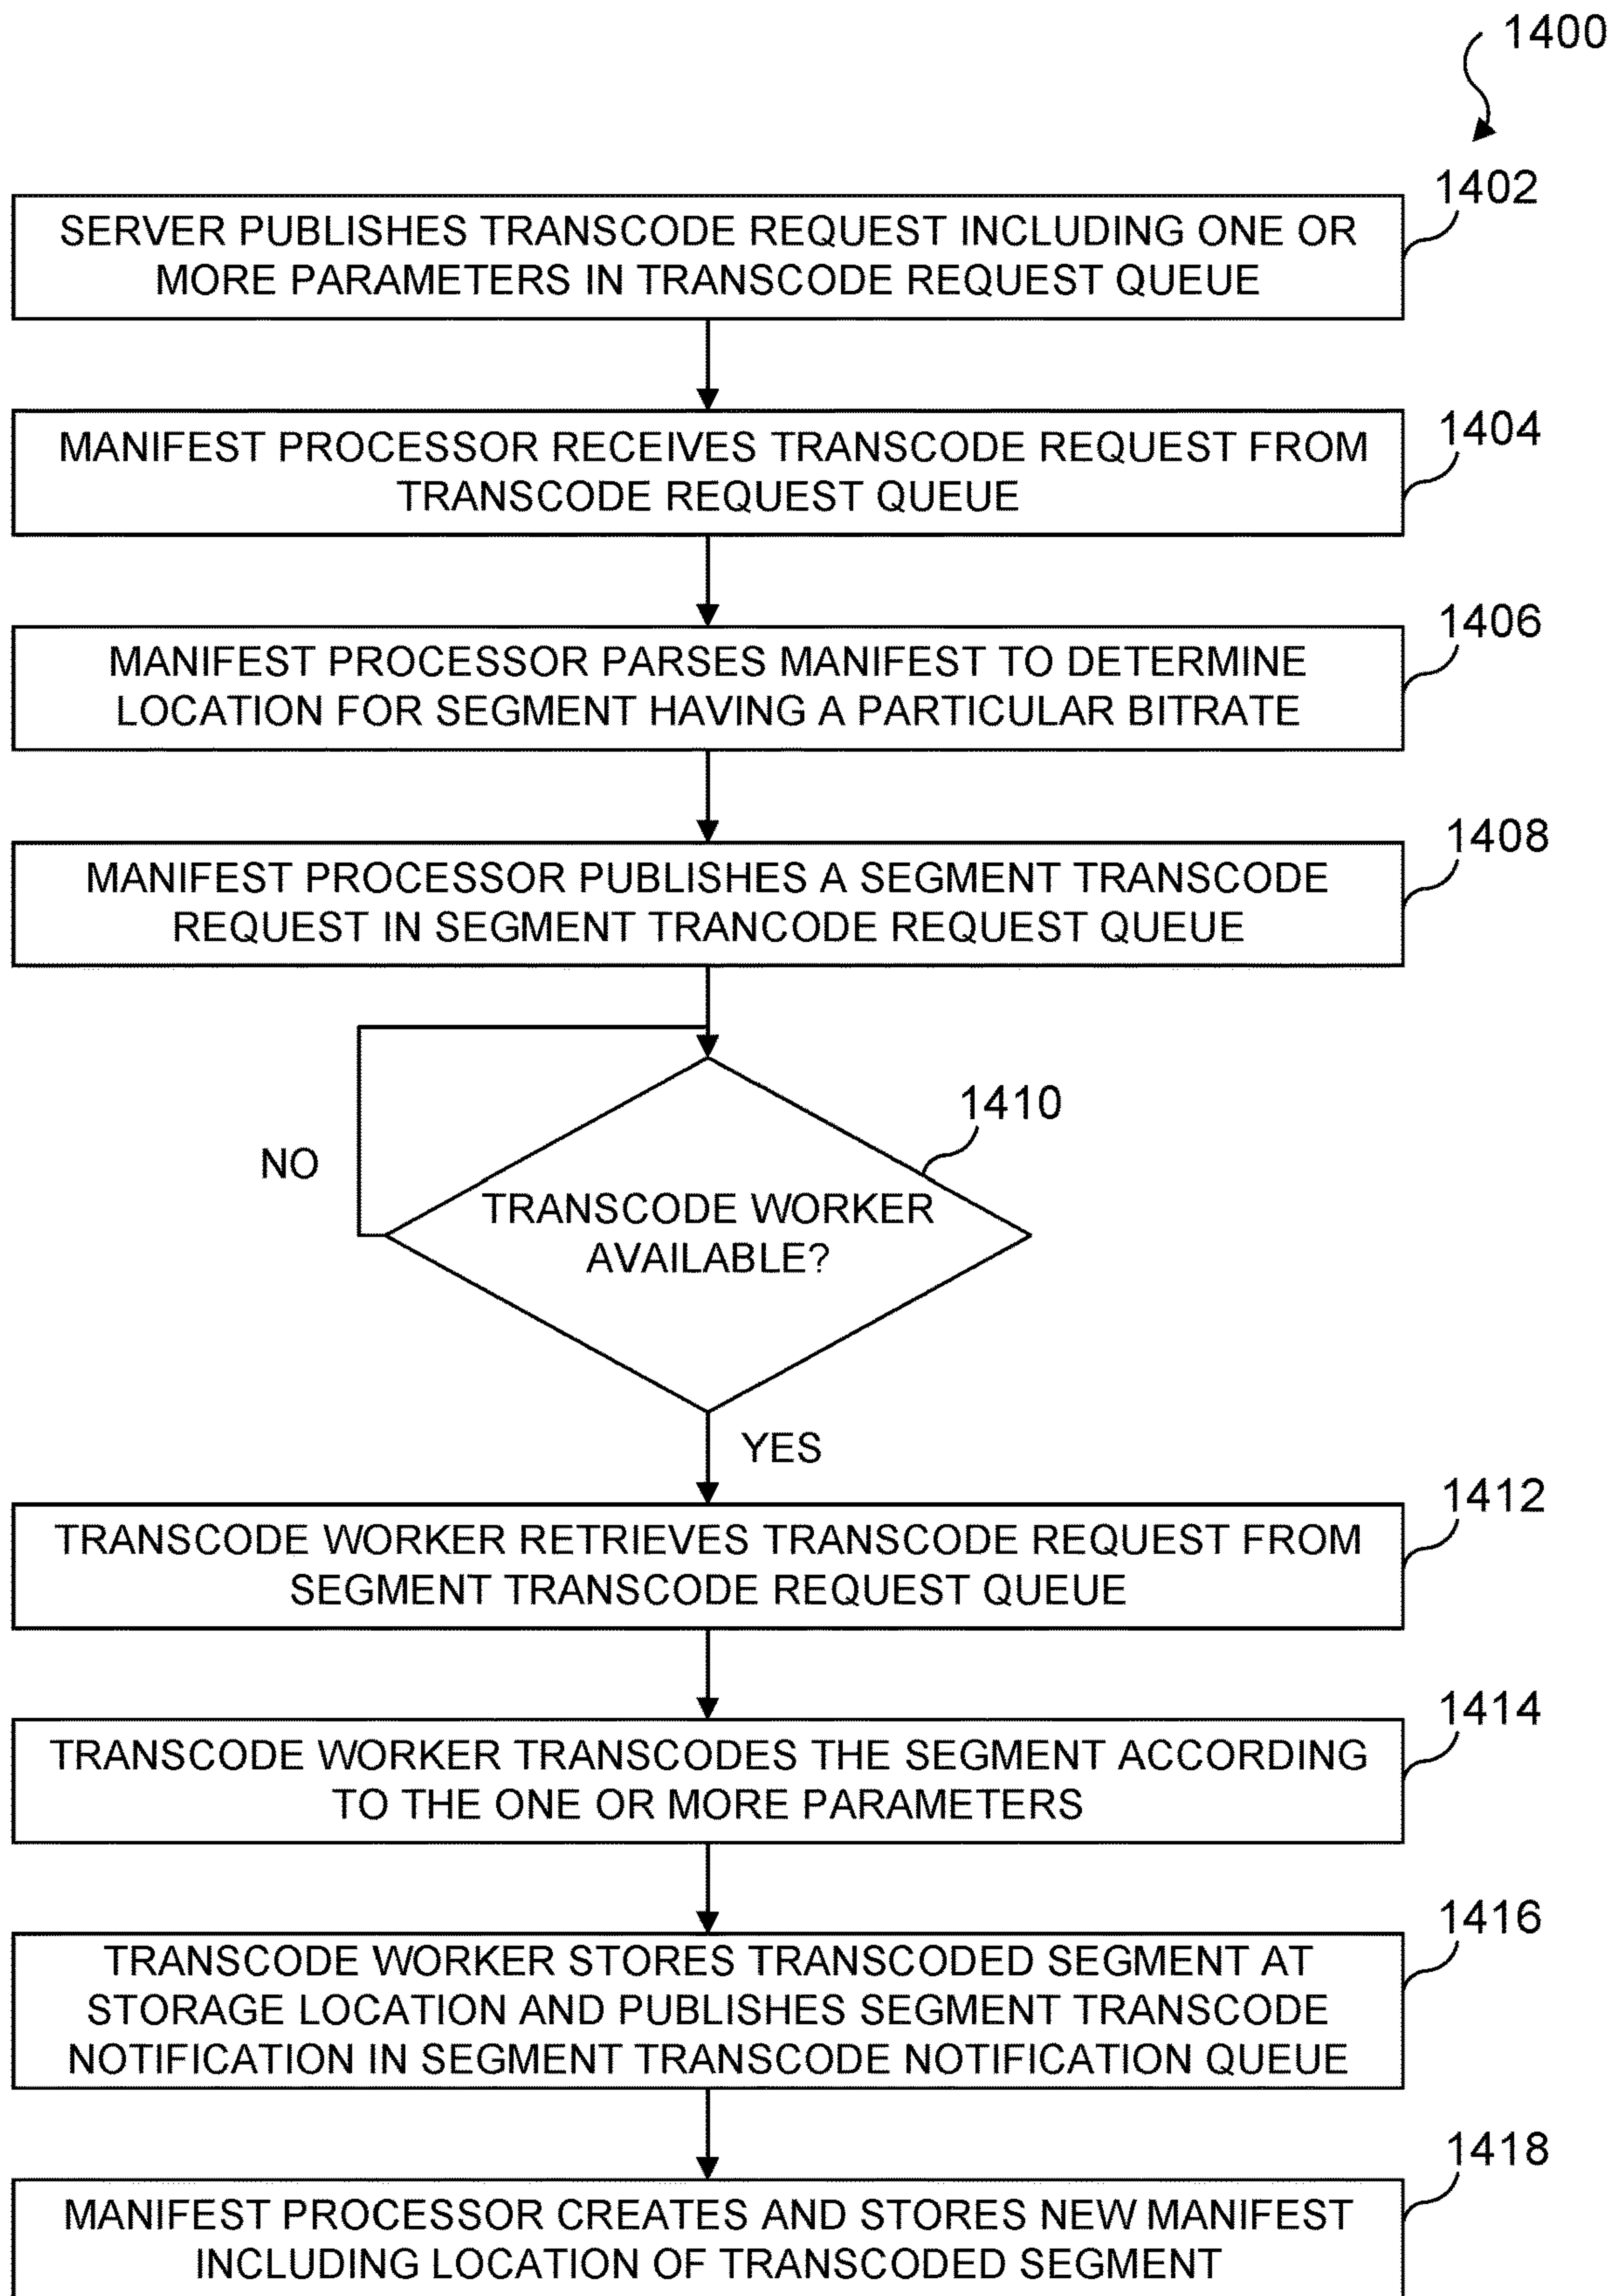 1400
1402
SERVER PUBLISHES TRANSCODE REQUEST INCLUDING ONE OR
MORE PARAMETERS IN TRANSCODE REQUEST QUEUE
1404
MANIFEST PROCESSOR RECEIVES TRANSCODE REQUEST FROM
TRANSCODE REQUEST QUEUE
1406
MANIFEST PROCESSOR PARSES MANIFEST TO DETERMINE
LOCATION FOR SEGMENT HAVING A PARTICULAR BITRATE
1408
MANIFEST PROCESSOR PUBLISHES A SEGMENT TRANSCODE
REQUEST IN SEGMENT TRANCODE REQUEST QUEUE
1410
NO
TRANSCODE WORKER
AVAILABLE?
YES
1412
TRANSCODE WORKER RETRIEVES TRANSCODE REQUEST FROM
SEGMENT TRANSCODE REQUEST QUEUE
1414
TRANSCODE WORKER TRANSCODES THE SEGMENT ACCORDING
TO THE ONE OR MORE PARAMETERS
1416
TRANSCODE WORKER STORES TRANSCODED SEGMENT AT
STORAGE LOCATION AND PUBLISHES SEGMENT TRANSCODE
NOTIFICATION IN SEGMENT TRANSCODE NOTIFICATION QUEUE
1418
MANIFEST PROCESSOR CREATES AND STORES NEW MANIFEST
INCLUDING LOCATION OF TRANSCODED SEGMENT